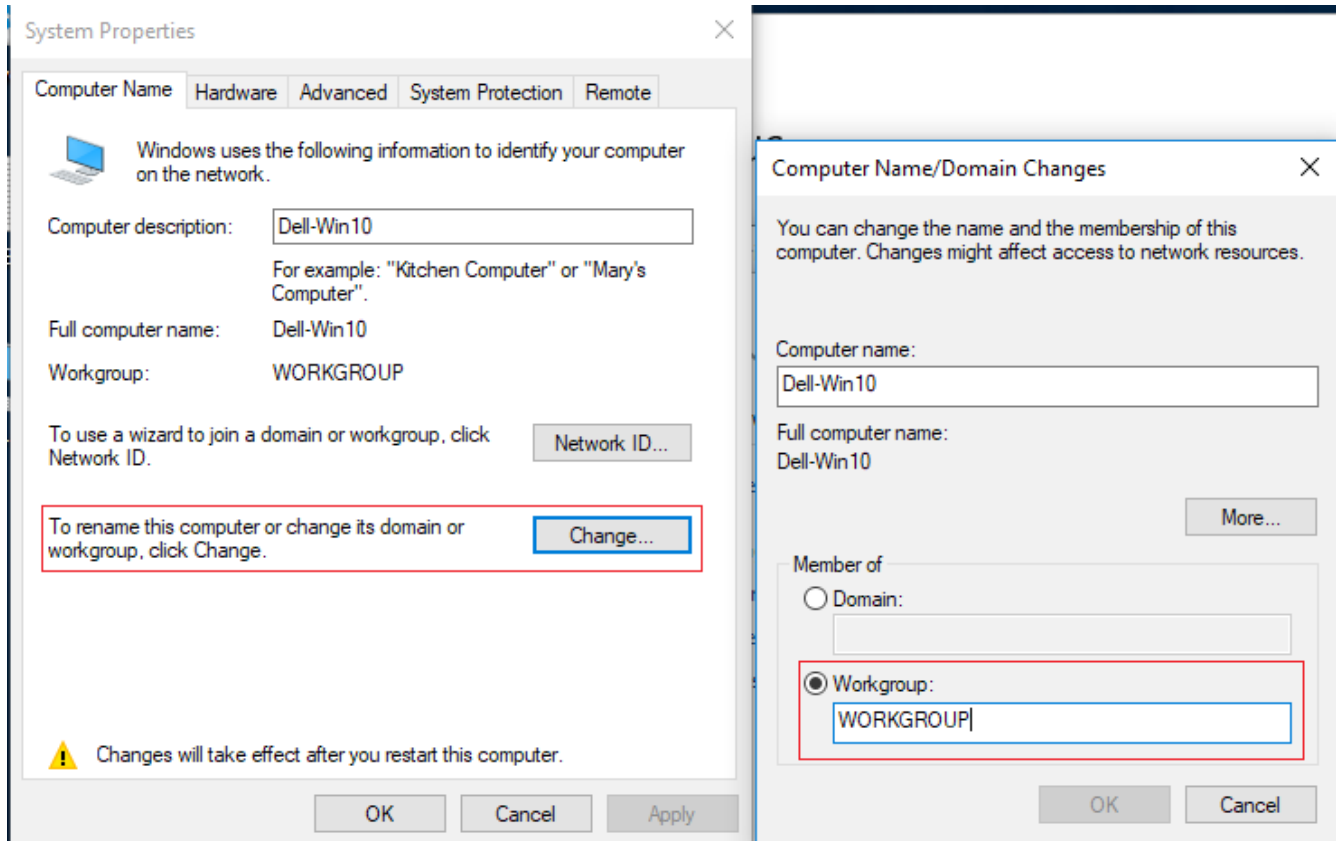 System Properties
Computer Name Hardware Advanced System Protection Remote
Windows uses the following information to identify your computer
on the network.
Computer description: Dell-Win10
For example: "Kitchen Computer" or "Mary's
Computer".
Full computer name: Dell-Win10
Workgroup: WORKGROUP
To use a wizard to join a domain or workgroup, click
Network ID.
Network ID...
To rename this computer or change its domain or
workgroup, click Change.
Change...
Changes will take effect after you restart this computer.
OK Cancel Apply
Computer Name/Domain Changes
You can change the name and the membership of this
computer. Changes might affect access to network resources.
Computer name:
Dell-Win10
Full computer name:
Dell-Win10
More...
Member of
Domain:
Workgroup:
WORKGROUP
OK Cancel